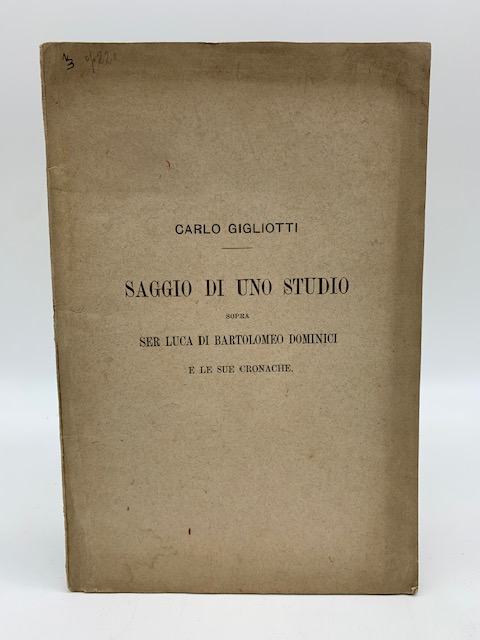 CARLO GIGLIOTTI
SAGGIO DI UNO STUDIO
SOPRA
SER LUCA DI BARTOLOMEO DOMINICI
E LE SUE CRONACHE.